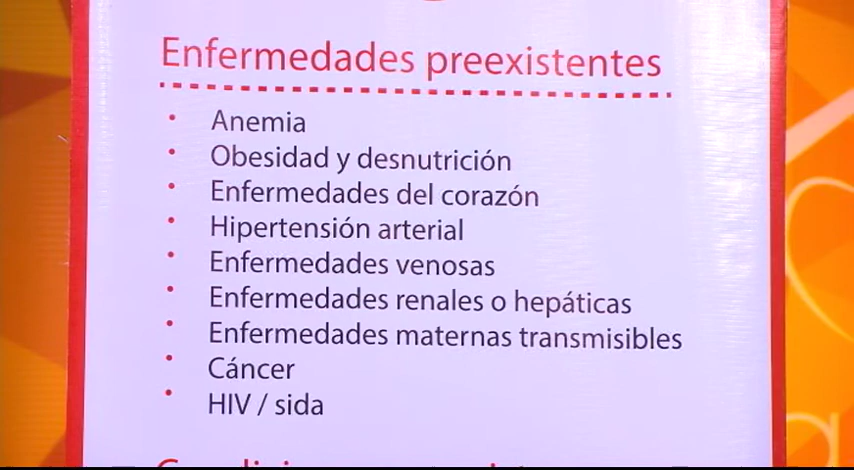 Enfermedades preexistentes
• Anemia
• Obesidad y desnutrición
• Enfermedades del corazón
• Hipertensión arterial
• Enfermedades venosas
• Enfermedades renales o hepáticas
• Enfermedades maternas transmisibles
• Cáncer
• HIV / sida